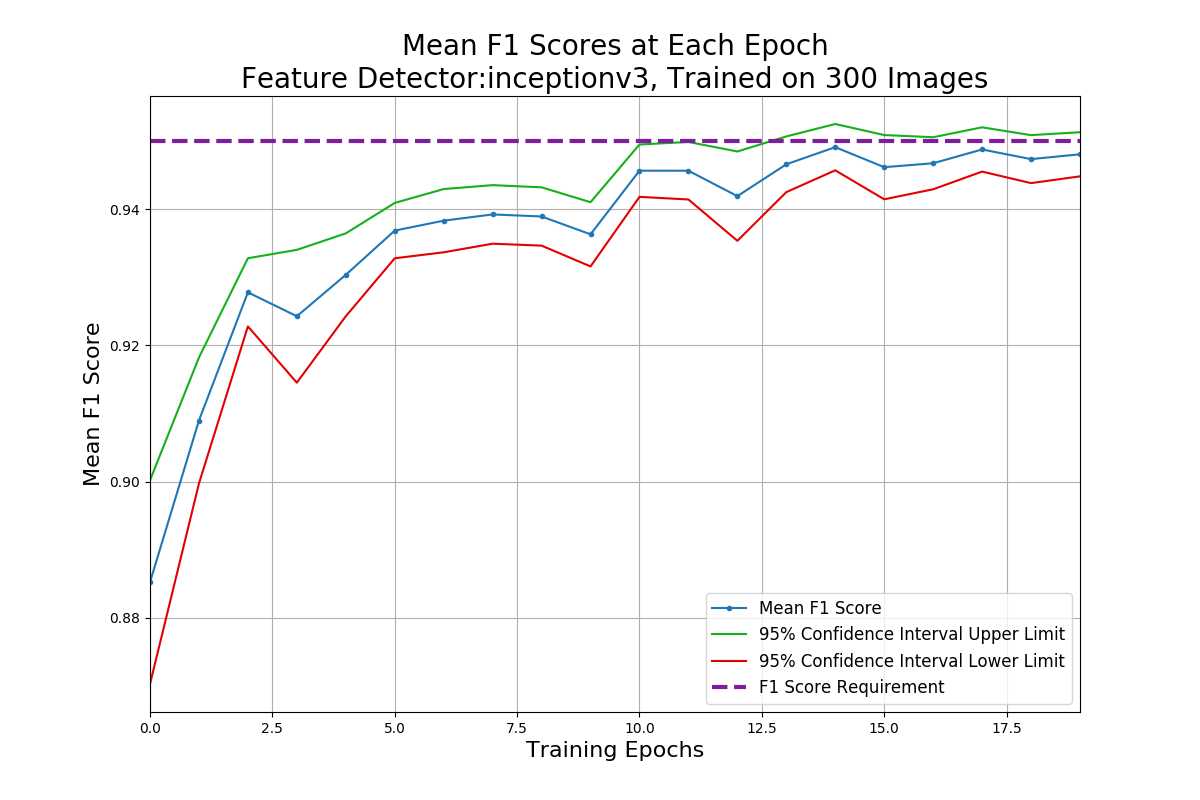 Mean F1 Scores at Each Epoch
Feature Detector:inceptionv3, Trained on 300 Images
Mean F1 Score
0.94
0.92
0.90
0.88
0.0 2.5 5.0 7.5 10.0 12.5 15.0 17.5
Training Epochs
Mean F1 Score
95% Confidence Interval Upper Limit
95% Confidence Interval Lower Limit
F1 Score Requirement